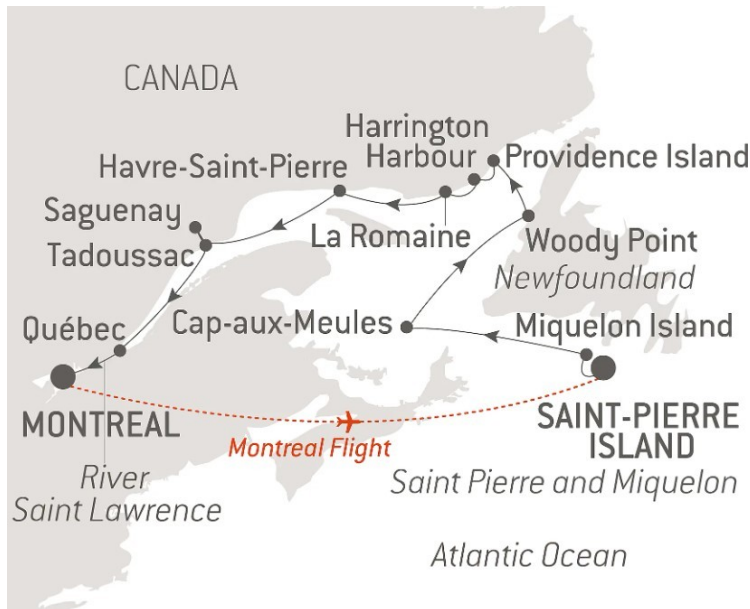 CANADA
Harrington
Harbour
Providence Island
Havre-Saint-Pierre
Saguenay
La Romaine
Tadoussac
Woody Point
Newfoundland
Cap-aux-Meules
Miquelon Island
Québec
MONTREAL
SAINT-PIERRE
ISLAND
Montreal Flight
River
Saint Lawrence
Saint Pierre and Miquelon
Atlantic Ocean